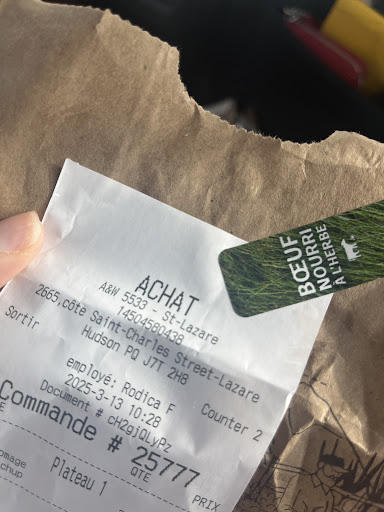 ACHAT
A&W 5533 - St-Lazare
14504580438
2665,côte Saint-Charles Street-Lazare
Hudson PQ J7T 2H8
Sortir
Counter 2
employé: Rodica F
2025-3-13 10:28
Document # cH2gjQLyPz
Commande # 25777
QTE
PRIX
Plateau 1
BŒUF
NOURRI
NOURRIE
À L'HERBE